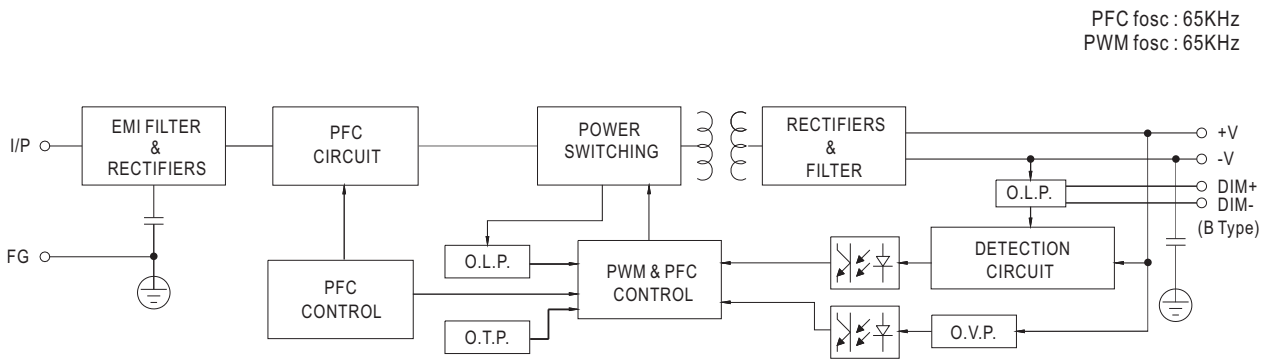 PFC fosc : 65KHz
PWM fosc : 65KHz
I/P
EMI FILTER
&
RECTIFIERS
PFC
CIRCUIT
POWER
SWITCHING
RECTIFIERS
&
FILTER
+V
-V
DIM+
DIM-
(B Type)
O.L.P.
DETECTION
CIRCUIT
FG
PFC
CONTROL
O.L.P.
O.T.P.
PWM & PFC
CONTROL
O.V.P.